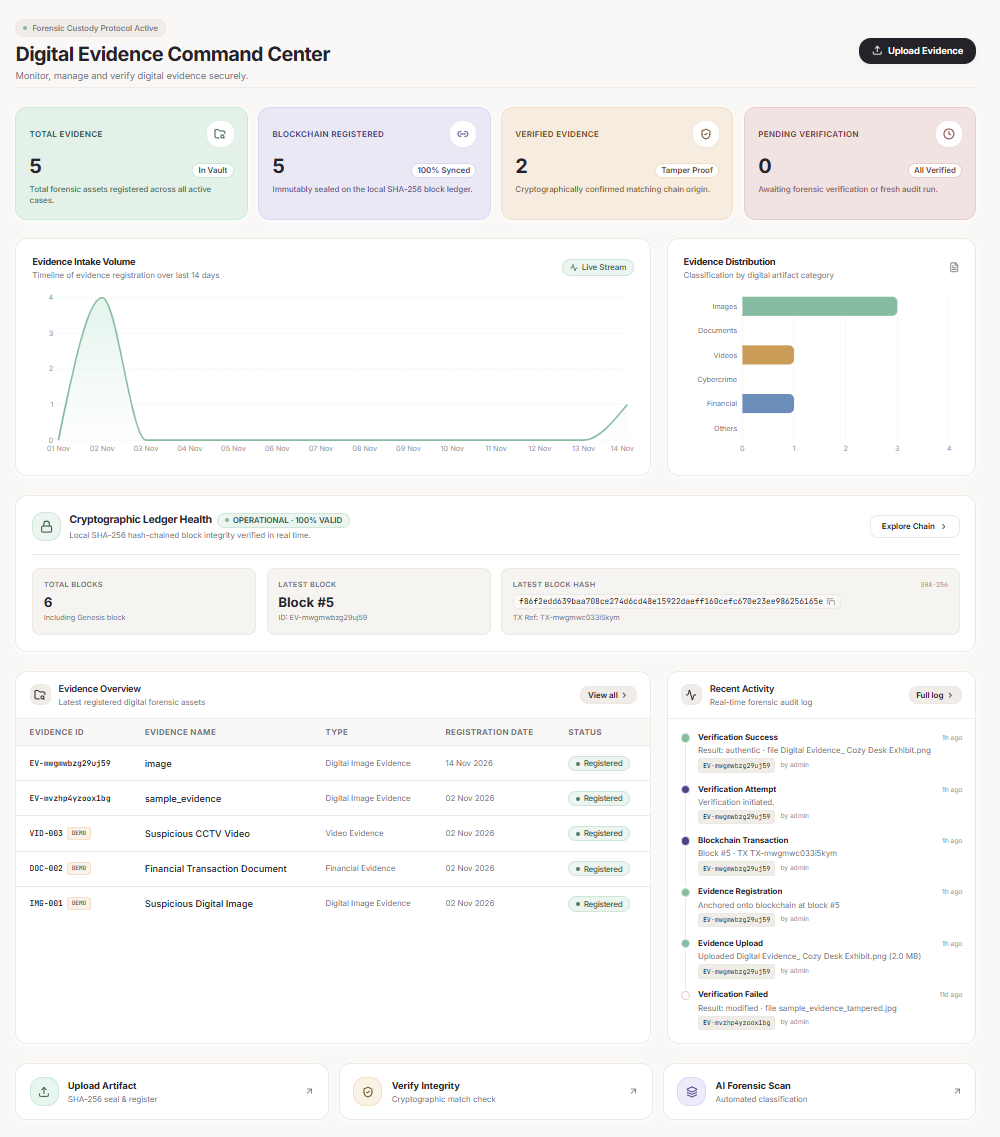 Forensic Custody Protocol Active
Digital Evidence Command Center
Monitor, manage and verify digital evidence securely.
Upload Evidence
TOTAL EVIDENCE
5
In Vault
Total forensic assets registered across all active
cases.
BLOCKCHAIN REGISTERED
5
100% Synced
Immutably sealed on the local SHA-256 block ledger.
VERIFIED EVIDENCE
2
Tamper Proof
Cryptographically confirmed matching chain origin.
PENDING VERIFICATION
0
All Verified
Awaiting forensic verification or fresh audit run.
Evidence Intake Volume
Timeline of evidence registration over last 14 days
Live Stream
4
3
2
1
0
01 Nov 02 Nov 03 Nov 04 Nov 05 Nov 06 Nov 07 Nov 08 Nov 09 Nov 10 Nov 11 Nov 12 Nov 13 Nov 14 Nov
Evidence Distribution
Classification by digital artifact category
Images
Documents
Videos
Cybercrime
Financial
Others
0 1 2 3 4
Cryptographic Ledger Health
OPERATIONAL · 100% VALID
Local SHA-256 hash-chained block integrity verified in real time.
Explore Chain
TOTAL BLOCKS
6
Including Genesis block
LATEST BLOCK
Block #5
ID: EV-mwgmwbzg29uj59
LATEST BLOCK HASH
SHA-256
f86f2edd639baa708ce274d6cd48e15922daeff160cefc670e23ee986256165e
TX Ref: TX-mwgmwc033i5kym
Evidence Overview
Latest registered digital forensic assets
View all
EVIDENCE ID EVIDENCE NAME TYPE REGISTRATION DATE STATUS
EV-mwgmwbzg29uj59 image Digital Image Evidence 14 Nov 2026 Registered
EV-mvzhp4yzoox1bg sample_evidence Digital Image Evidence 02 Nov 2026 Registered
VID-003 DEMO Suspicious CCTV Video Video Evidence 02 Nov 2026 Registered
DOC-002 DEMO Financial Transaction Document Financial Evidence 02 Nov 2026 Registered
IMG-001 DEMO Suspicious Digital Image Digital Image Evidence 02 Nov 2026 Registered
Recent Activity
Real-time forensic audit log
Full log
Verification Success 1h ago
Result: authentic · file Digital Evidence_ Cozy Desk Exhibit.png
EV-mwgmwbzg29uj59 by admin
Verification Attempt 1h ago
Verification initiated.
EV-mwgmwbzg29uj59 by admin
Blockchain Transaction 1h ago
Block #5 · TX TX-mwgmwc033i5kym
EV-mwgmwbzg29uj59 by admin
Evidence Registration 1h ago
Anchored onto blockchain at block #5
EV-mwgmwbzg29uj59 by admin
Evidence Upload 1h ago
Uploaded Digital Evidence_ Cozy Desk Exhibit.png (2.0 MB)
EV-mwgmwbzg29uj59 by admin
Verification Failed 11d ago
Result: modified · file sample_evidence_tampered.jpg
EV-mvzhp4yzoox1bg by admin
Upload Artifact
SHA-256 seal & register
Verify Integrity
Cryptographic match check
AI Forensic Scan
Automated classification